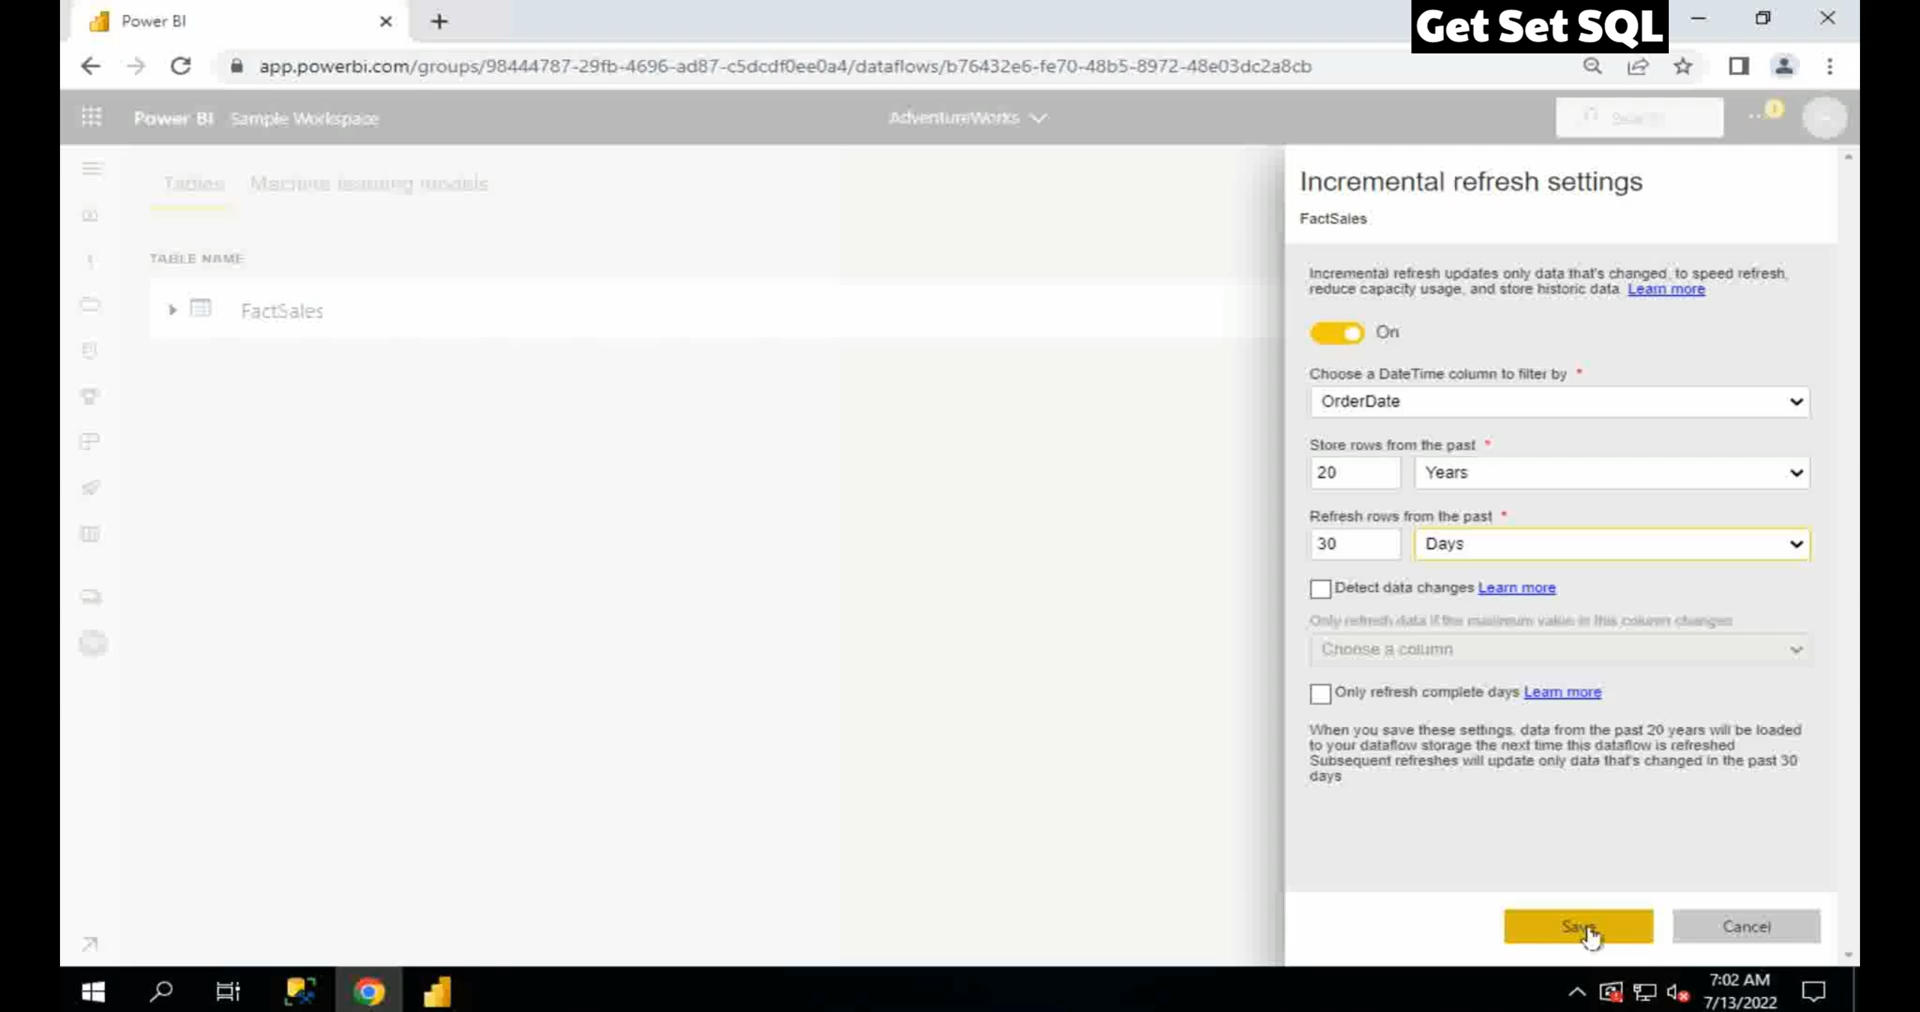 Get Set SQL
Power BI
app.powerbi.com/groups/98444787-29fb-4696-ad87-c5dcdf0ee0a4/dataflows/b76432e6-fe70-48b5-8972-48e03dc2a8cb
Power BI Sample Workspace
AdventureWorks
Search
Tables Machine learning models
TABLE NAME
FactSales
Incremental refresh settings
FactSales
Incremental refresh updates only data that's changed, to speed refresh,
reduce capacity usage, and store historic data. Learn more
On
Choose a DateTime column to filter by *
OrderDate
Store rows from the past *
20 Years
Refresh rows from the past *
30 Days
Detect data changes Learn more
Only refresh data if the maximum value in this column changes
Choose a column
Only refresh complete days Learn more
When you save these settings, data from the past 20 years will be loaded
to your dataflow storage the next time this dataflow is refreshed
Subsequent refreshes will update only data that's changed in the past 30
days
Save Cancel
7:02 AM
7/13/2022